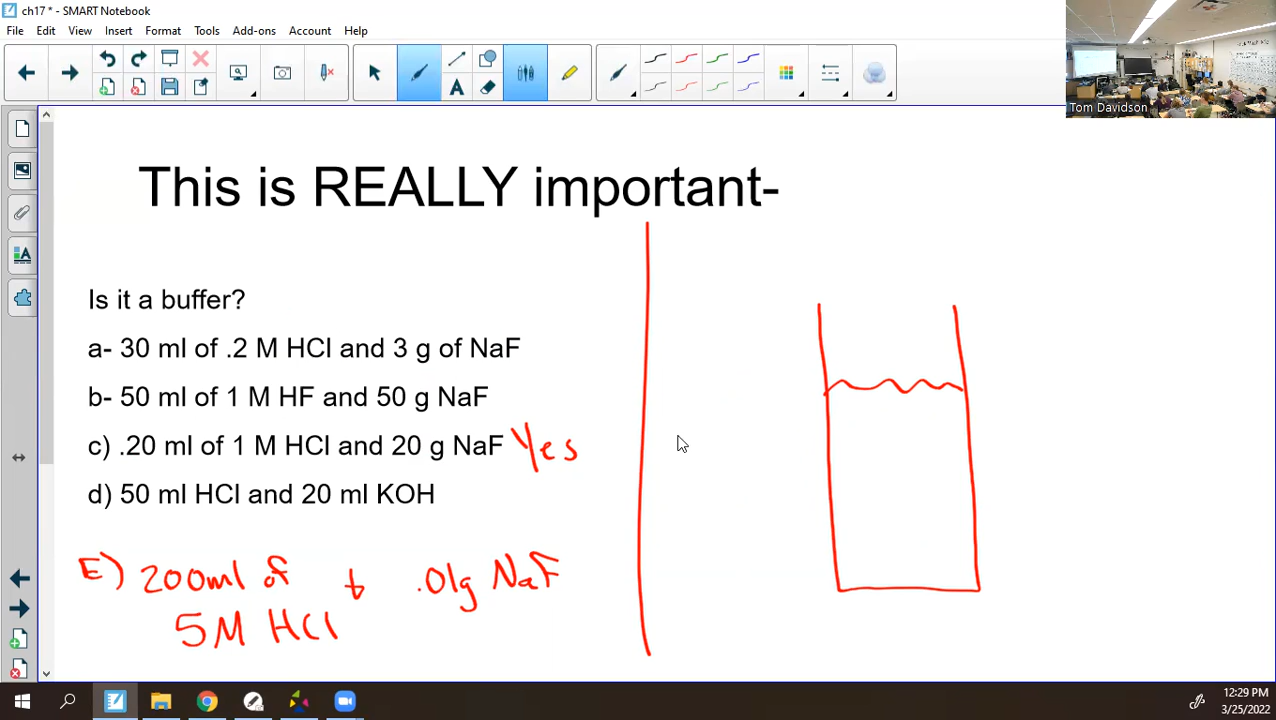 ch17 * - SMART Notebook
File Edit View Insert Format Tools Add-ons Account Help
Tom Davidson
This is REALLY important-
Is it a buffer?
a- 30 ml of .2 M HCl and 3 g of NaF
b- 50 ml of 1 M HF and 50 g NaF
c) .20 ml of 1 M HCl and 20 g NaF Yes
d) 50 ml HCl and 20 ml KOH
E) 200ml of + .01g NaF
5M HCl
12:29 PM
3/25/2022